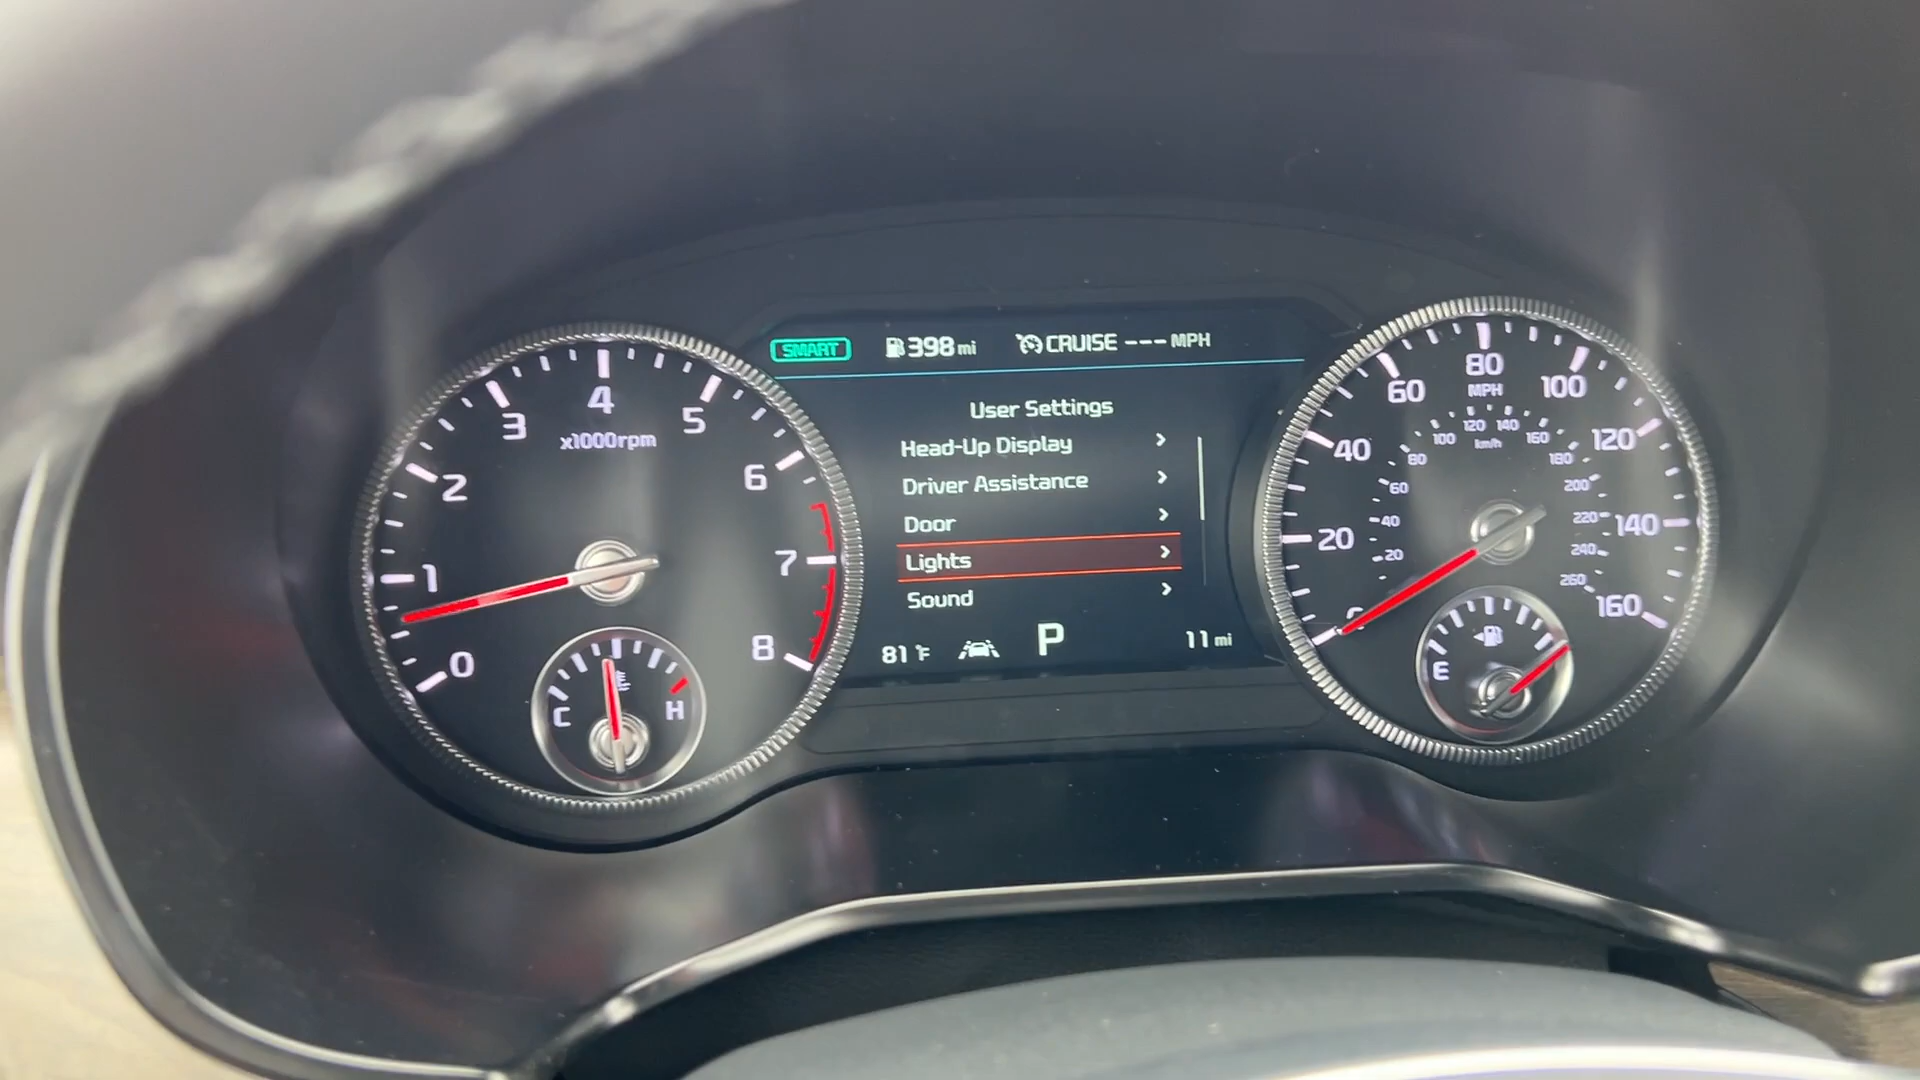 SMART 398 mi CRUISE --- MPH
User Settings
Head-Up Display
Driver Assistance
Door
Lights
Sound
81 °F P 11 mi
0 1 2 3 4 5 6 7 8
x1000rpm
C H
20 40 60 80 100 120 140 160
MPH
20 40 60 80 100 120 140 160 180 200 220 240 260
km/h
E